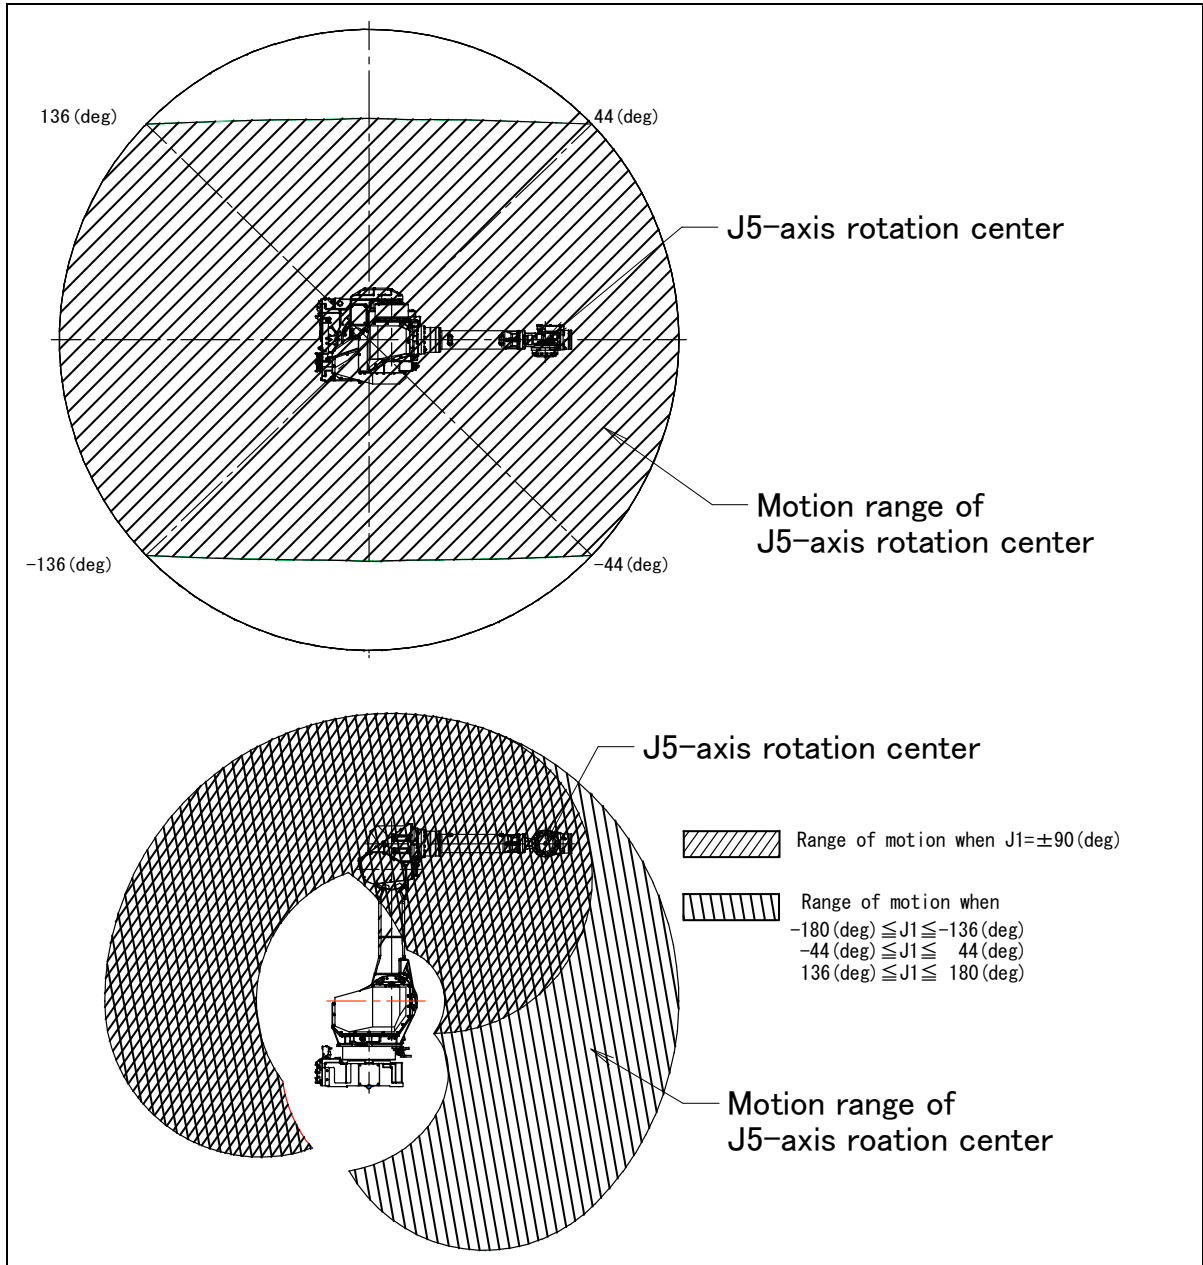 136(deg)
44(deg)
J5-axis rotation center
Motion range of
J5-axis rotation center
-136(deg)
-44(deg)
J5-axis rotation center
Range of motion when J1=±90(deg)
Range of motion when
-180(deg)≦J1≦-136(deg)
-44(deg)≦J1≦ 44(deg)
136(deg)≦J1≦ 180(deg)
Motion range of
J5-axis roation center